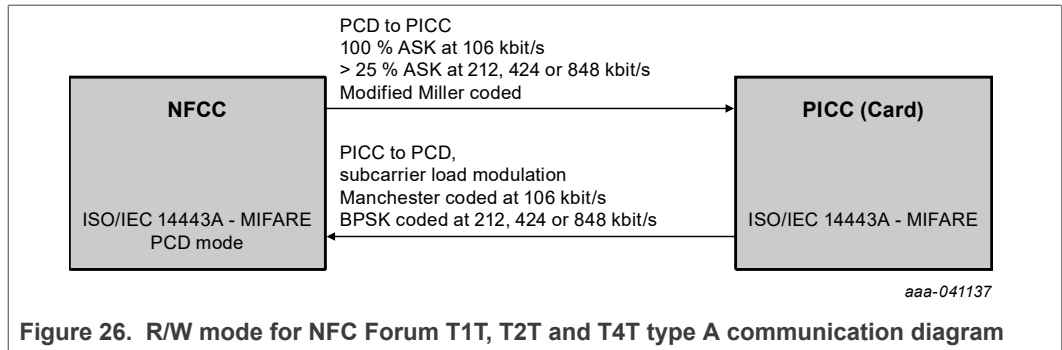 PCD to PICC
100 % ASK at 106 kbit/s
> 25 % ASK at 212, 424 or 848 kbit/s
Modified Miller coded
NFCC
PICC (Card)
PICC to PCD,
subcarrier load modulation
Manchester coded at 106 kbit/s
BPSK coded at 212, 424 or 848 kbit/s
ISO/IEC 14443A - MIFARE
PCD mode
ISO/IEC 14443A - MIFARE
aaa-041137
Figure 26. R/W mode for NFC Forum T1T, T2T and T4T type A communication diagram